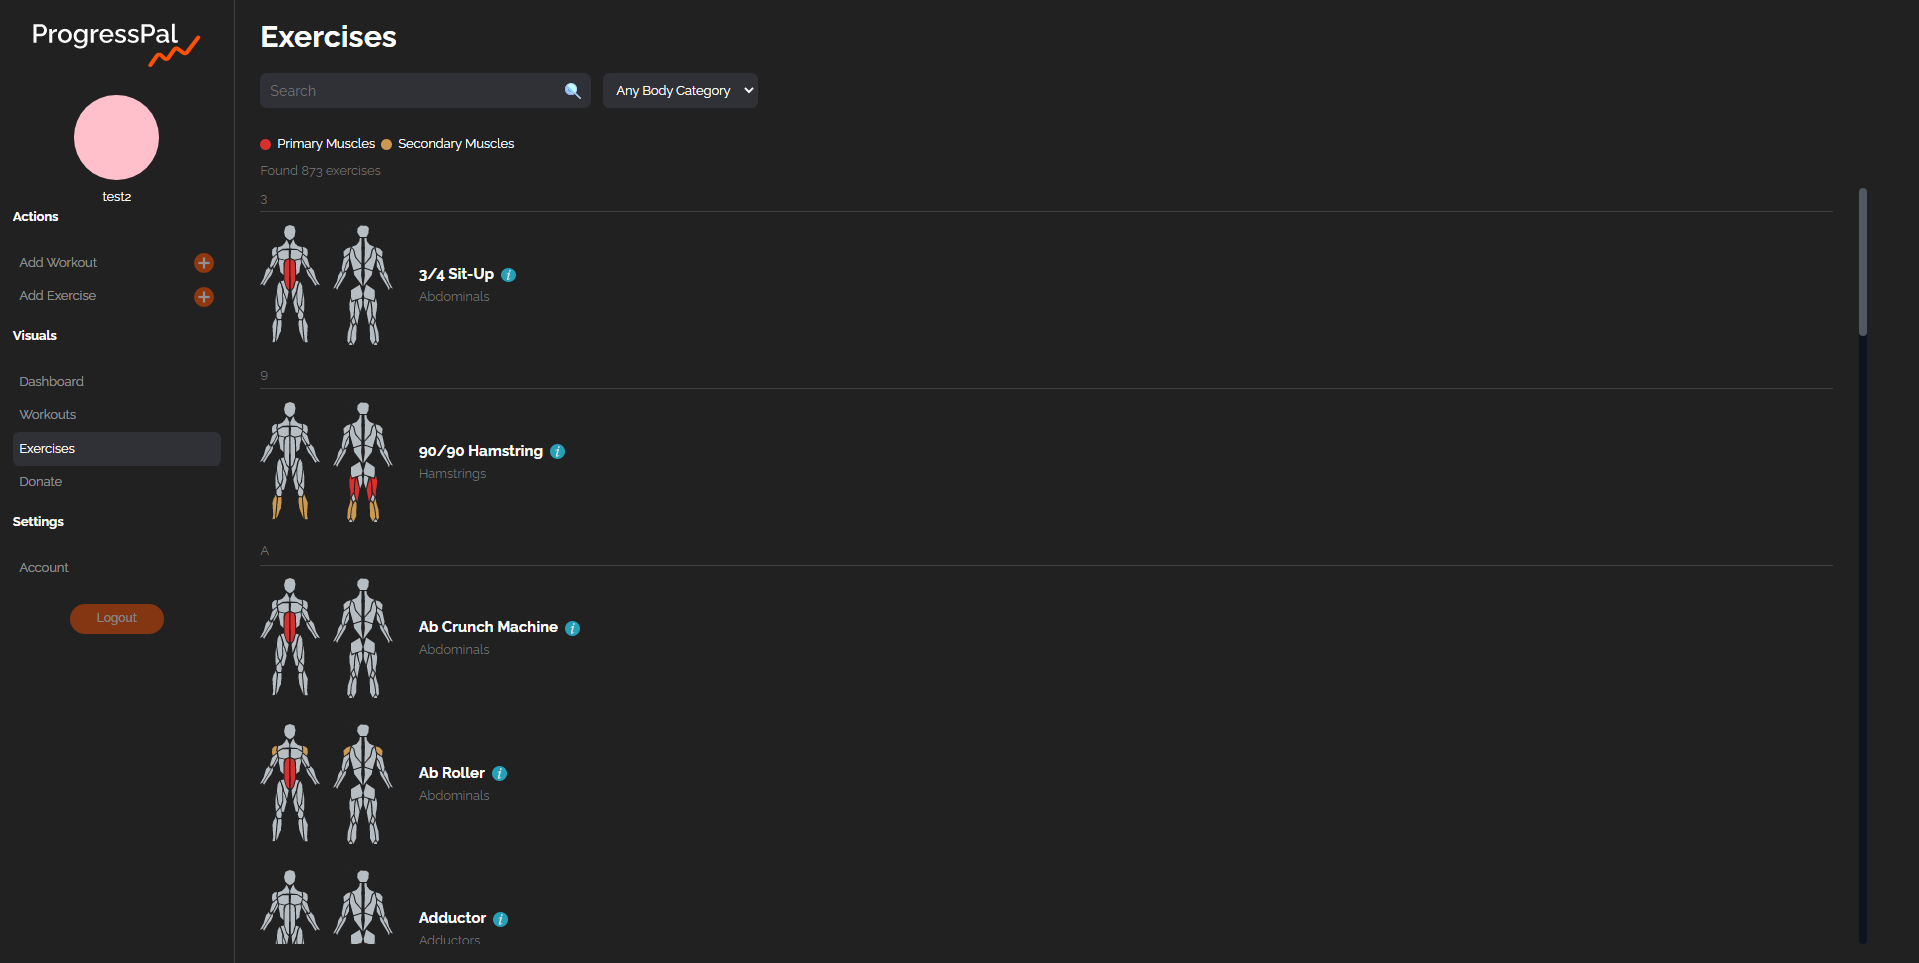 ProgressPal
test2
Actions
Add Workout
Add Exercise
Visuals
Dashboard
Workouts
Exercises
Donate
Settings
Account
Logout
Exercises
Search
Any Body Category
Primary Muscles Secondary Muscles
Found 873 exercises
3
3/4 Sit-Up i
Abdominals
9
90/90 Hamstring i
Hamstrings
A
Ab Crunch Machine i
Abdominals
Ab Roller i
Abdominals
Adductor i
Adductors